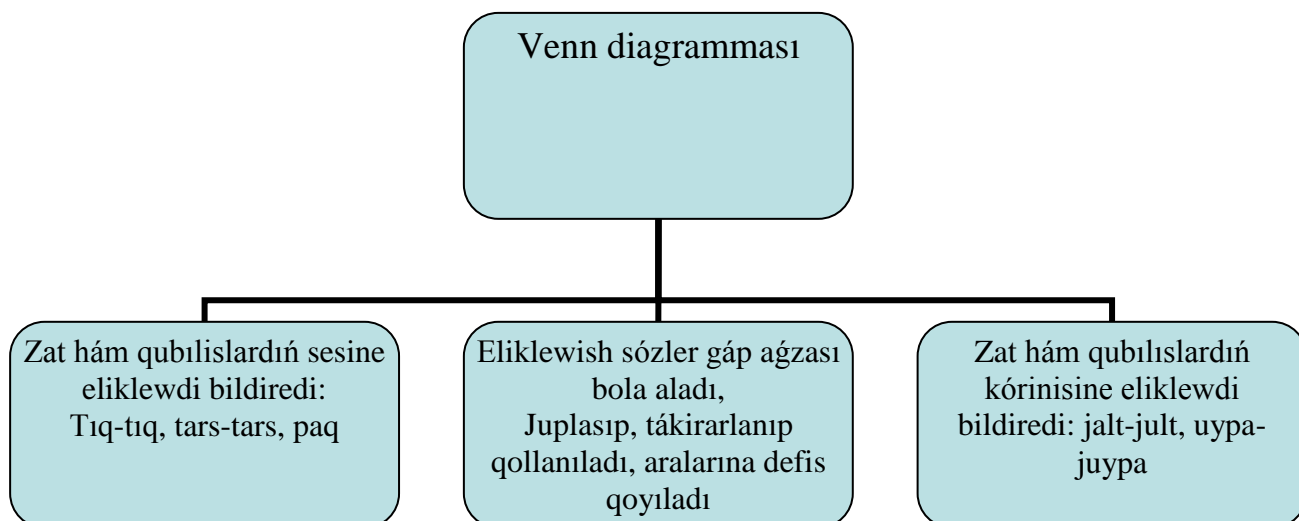 Venn diagramması
Zat hám qubılislardıń sesine
eliklewdi bildiredi:
Tıq-tıq, tars-tars, paq
Eliklewish sózler gáp aǵzası
bola aladı,
Juplasıp, tákirarlanıp
qollanıladı, aralarına defis
qoyıladı
Zat hám qubılıslardıń
kórinisine eliklewdi
bildiredi: jalt-jult, uypa-
juypa